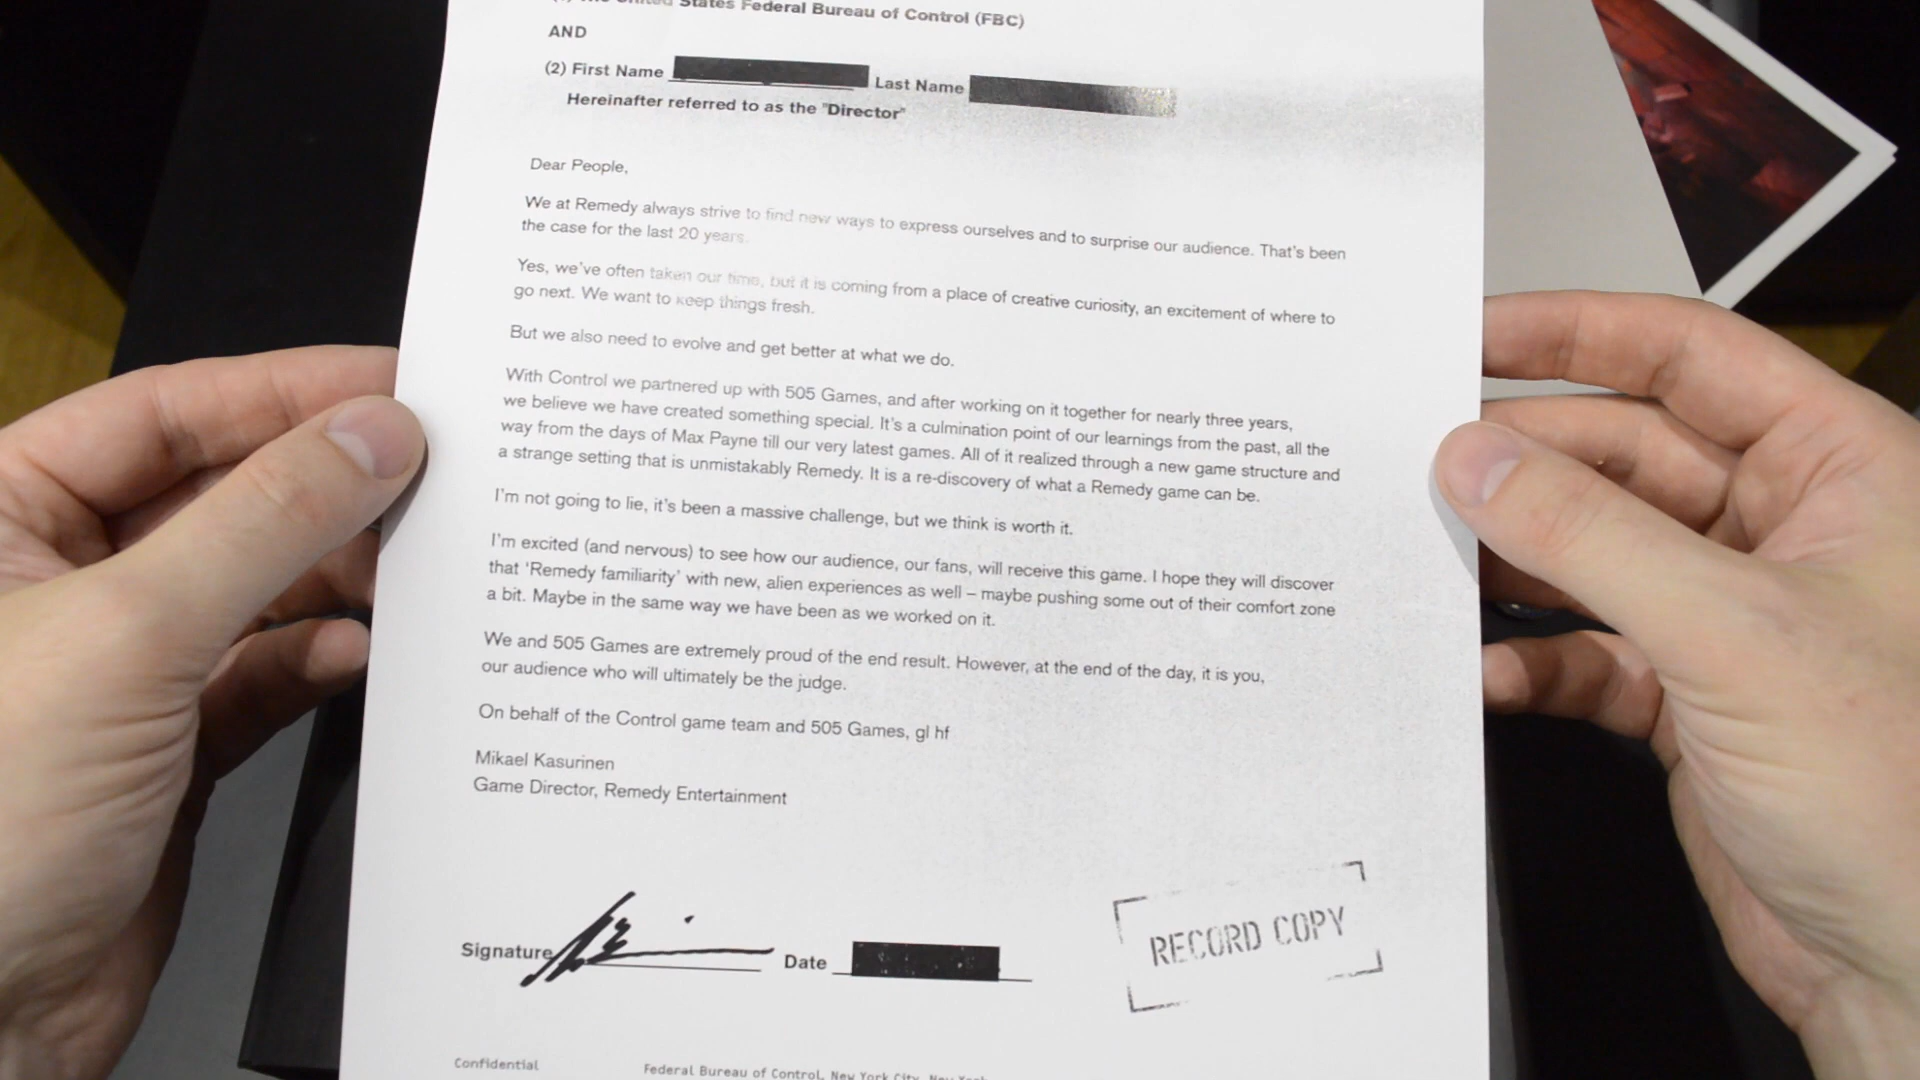 United States Federal Bureau of Control (FBC)
AND
(2) First Name Last Name
Hereinafter referred to as the "Director"
Dear People,
We at Remedy always strive to find new ways to express ourselves and to surprise our audience. That's been
the case for the last 20 years.
Yes, we've often taken our time, but it is coming from a place of creative curiosity, an excitement of where to
go next. We want to keep things fresh.
But we also need to evolve and get better at what we do.
With Control we partnered up with 505 Games, and after working on it together for nearly three years,
we believe we have created something special. It's a culmination point of our learnings from the past, all the
way from the days of Max Payne till our very latest games. All of it realized through a new game structure and
a strange setting that is unmistakably Remedy. It is a re-discovery of what a Remedy game can be.
I'm not going to lie, it's been a massive challenge, but we think is worth it.
I'm excited (and nervous) to see how our audience, our fans, will receive this game. I hope they will discover
that 'Remedy familiarity' with new, alien experiences as well – maybe pushing some out of their comfort zone
a bit. Maybe in the same way we have been as we worked on it.
We and 505 Games are extremely proud of the end result. However, at the end of the day, it is you,
our audience who will ultimately be the judge.
On behalf of the Control game team and 505 Games, gl hf
Mikael Kasurinen
Game Director, Remedy Entertainment
Signature Date
RECORD COPY
Confidential
Federal Bureau of Control, New York City, New York